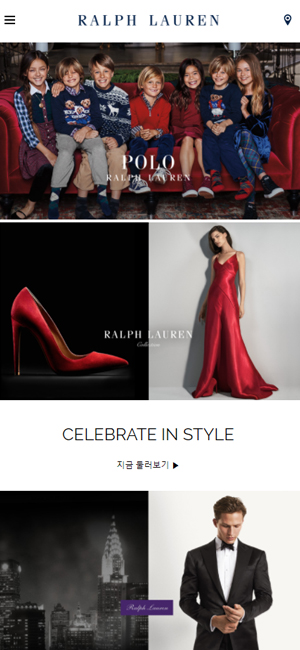 RALPH LAUREN
POLO
RALPH LAUREN
RALPH LAUREN
Collection
CELEBRATE IN STYLE
지금 둘러보기 ▶
Ralph Lauren